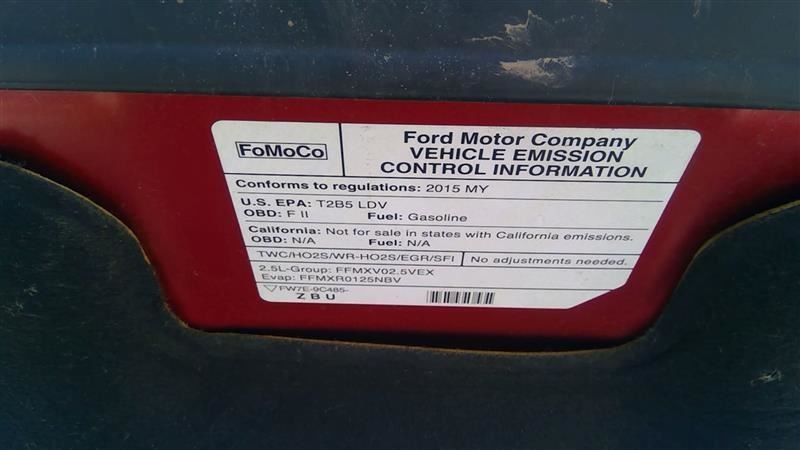 FoMoCo
Ford Motor Company
VEHICLE EMISSION
CONTROL INFORMATION
Conforms to regulations: 2015 MY
U.S. EPA: T2B5 LDV
OBD: F II Fuel: Gasoline
California: Not for sale in states with California emissions.
OBD: N/A Fuel: N/A
TWC/HO2S/WR-HO2S/EGR/SFI No adjustments needed.
2.5L-Group: FFMXV02.5VEX
Evap: FFMXR0125NBV
FW7E-9C485-
ZBU